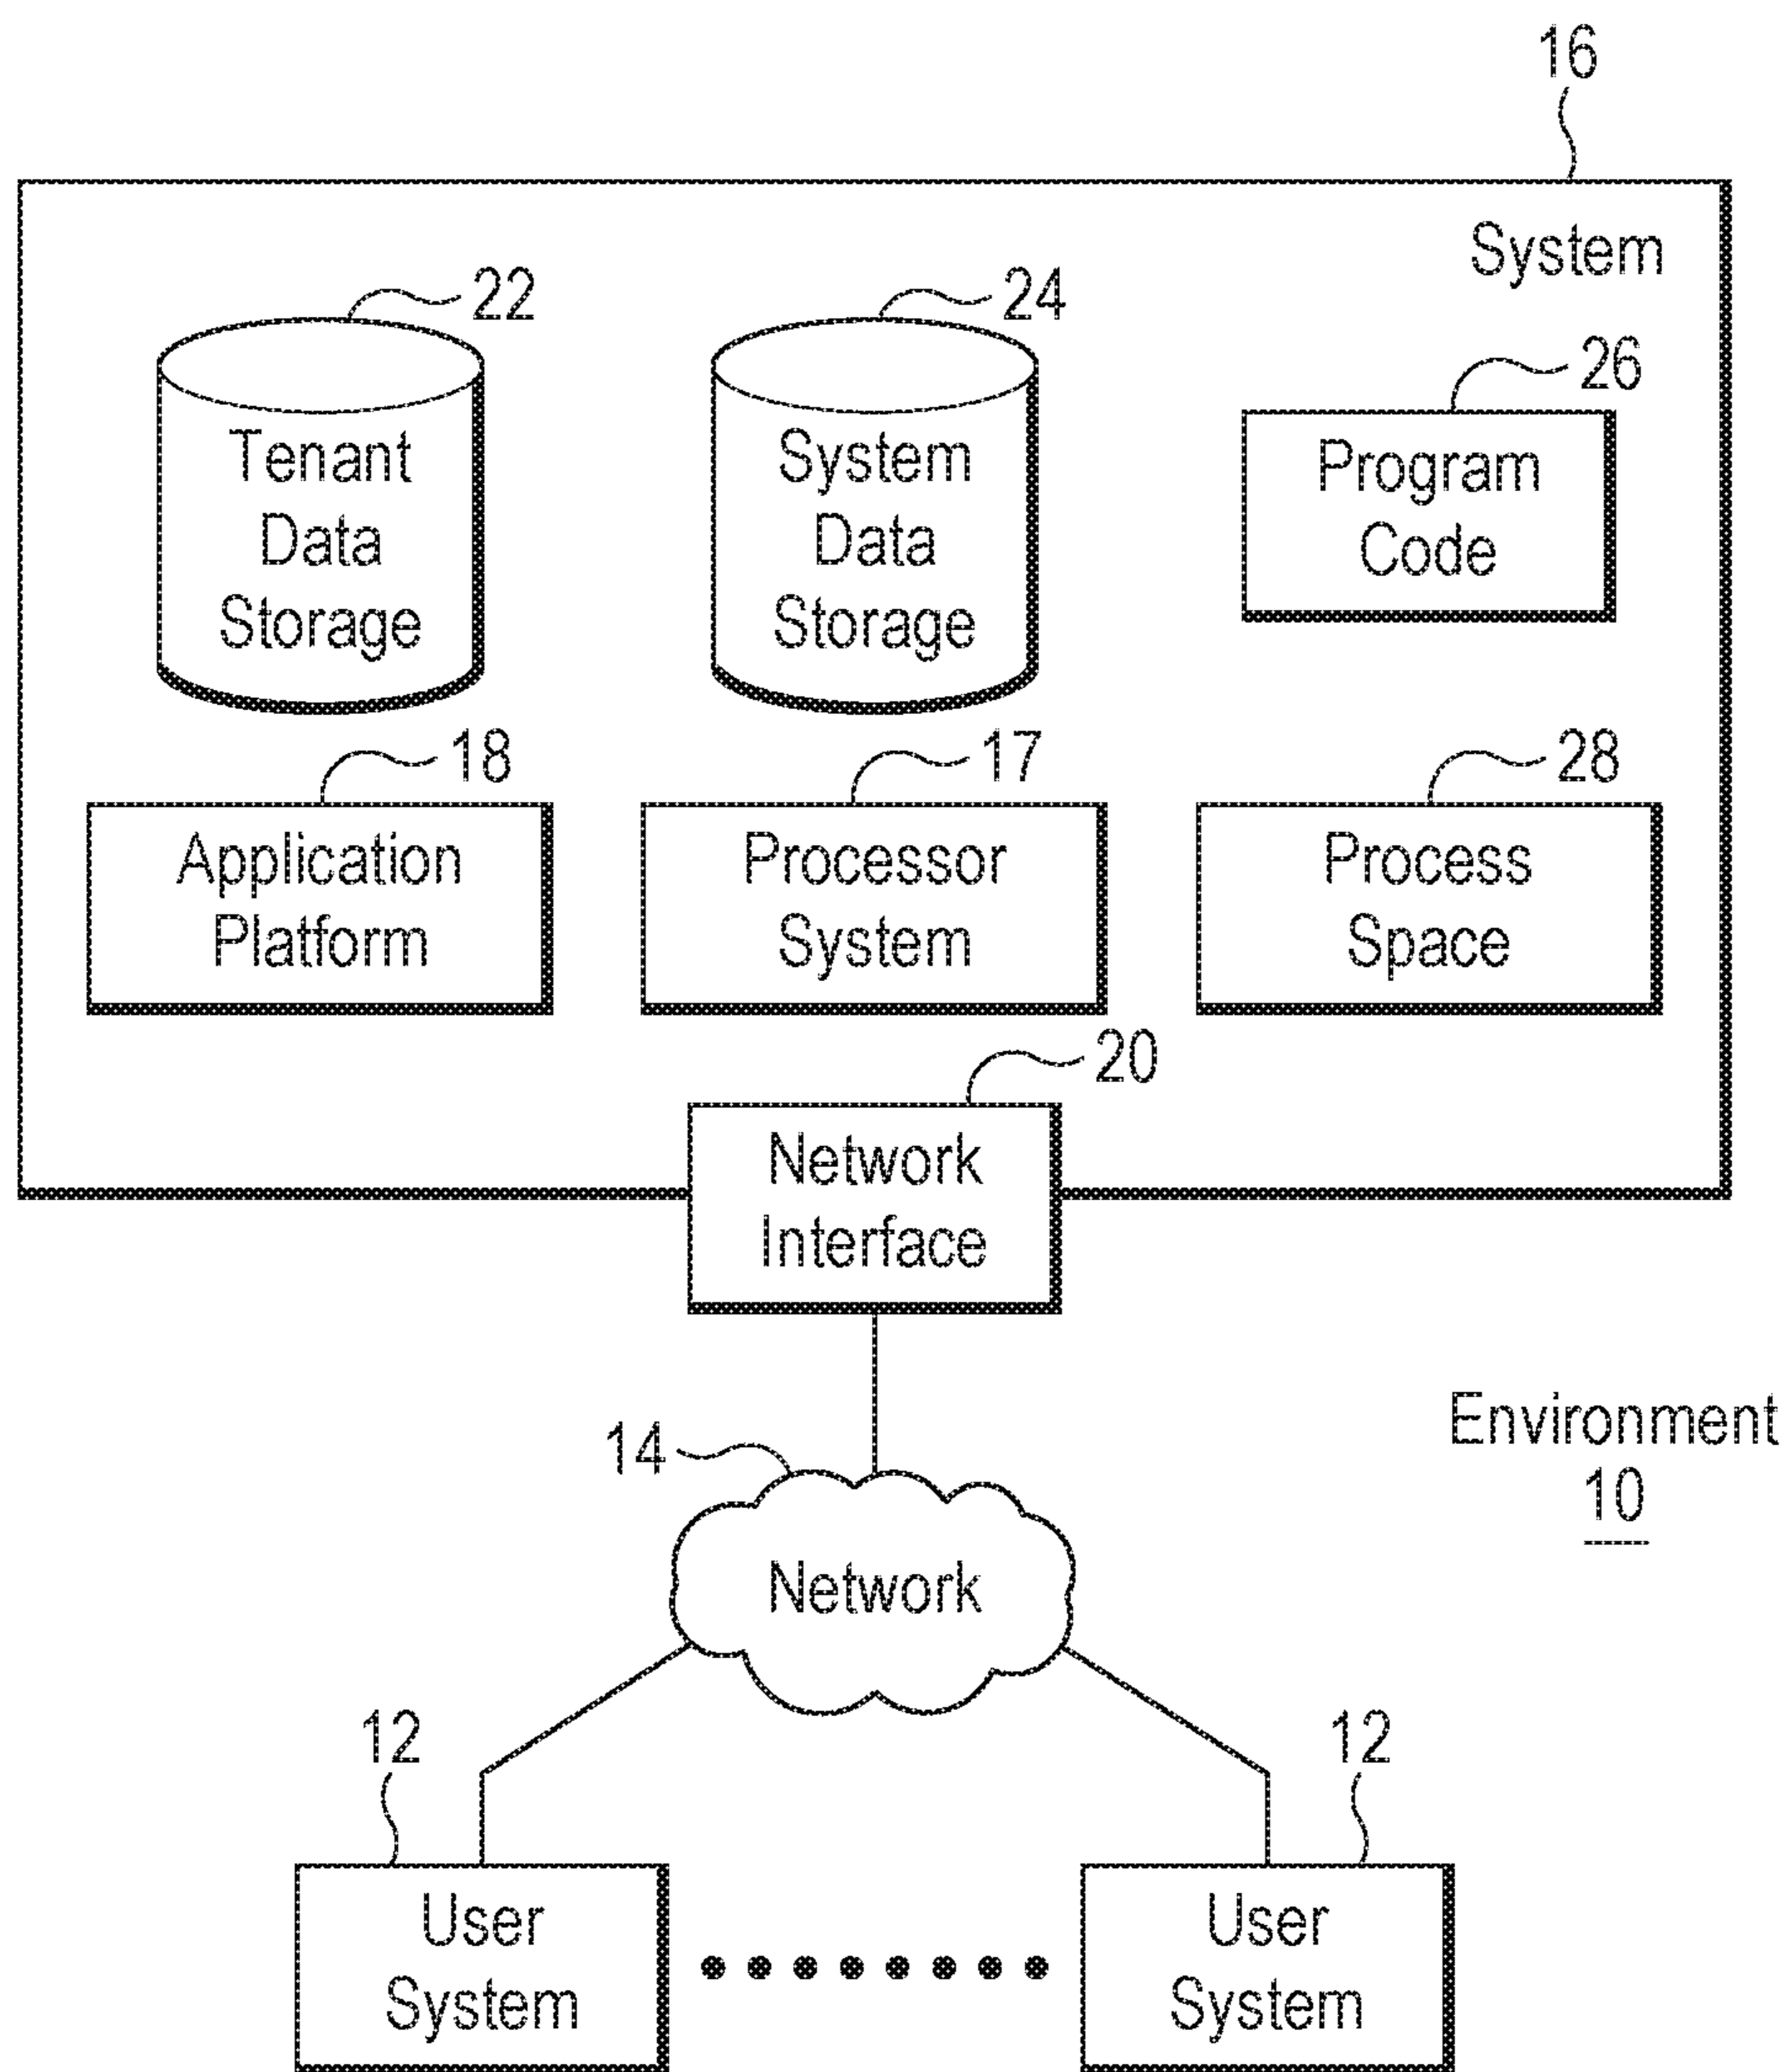 16
System
22
24
26
Tenant
Data
Storage
System
Data
Storage
Program
Code
18
17
28
Application
Platform
Processor
System
Process
Space
20
Network
Interface
Environment
10
14
Network
12
12
User
System
User
System